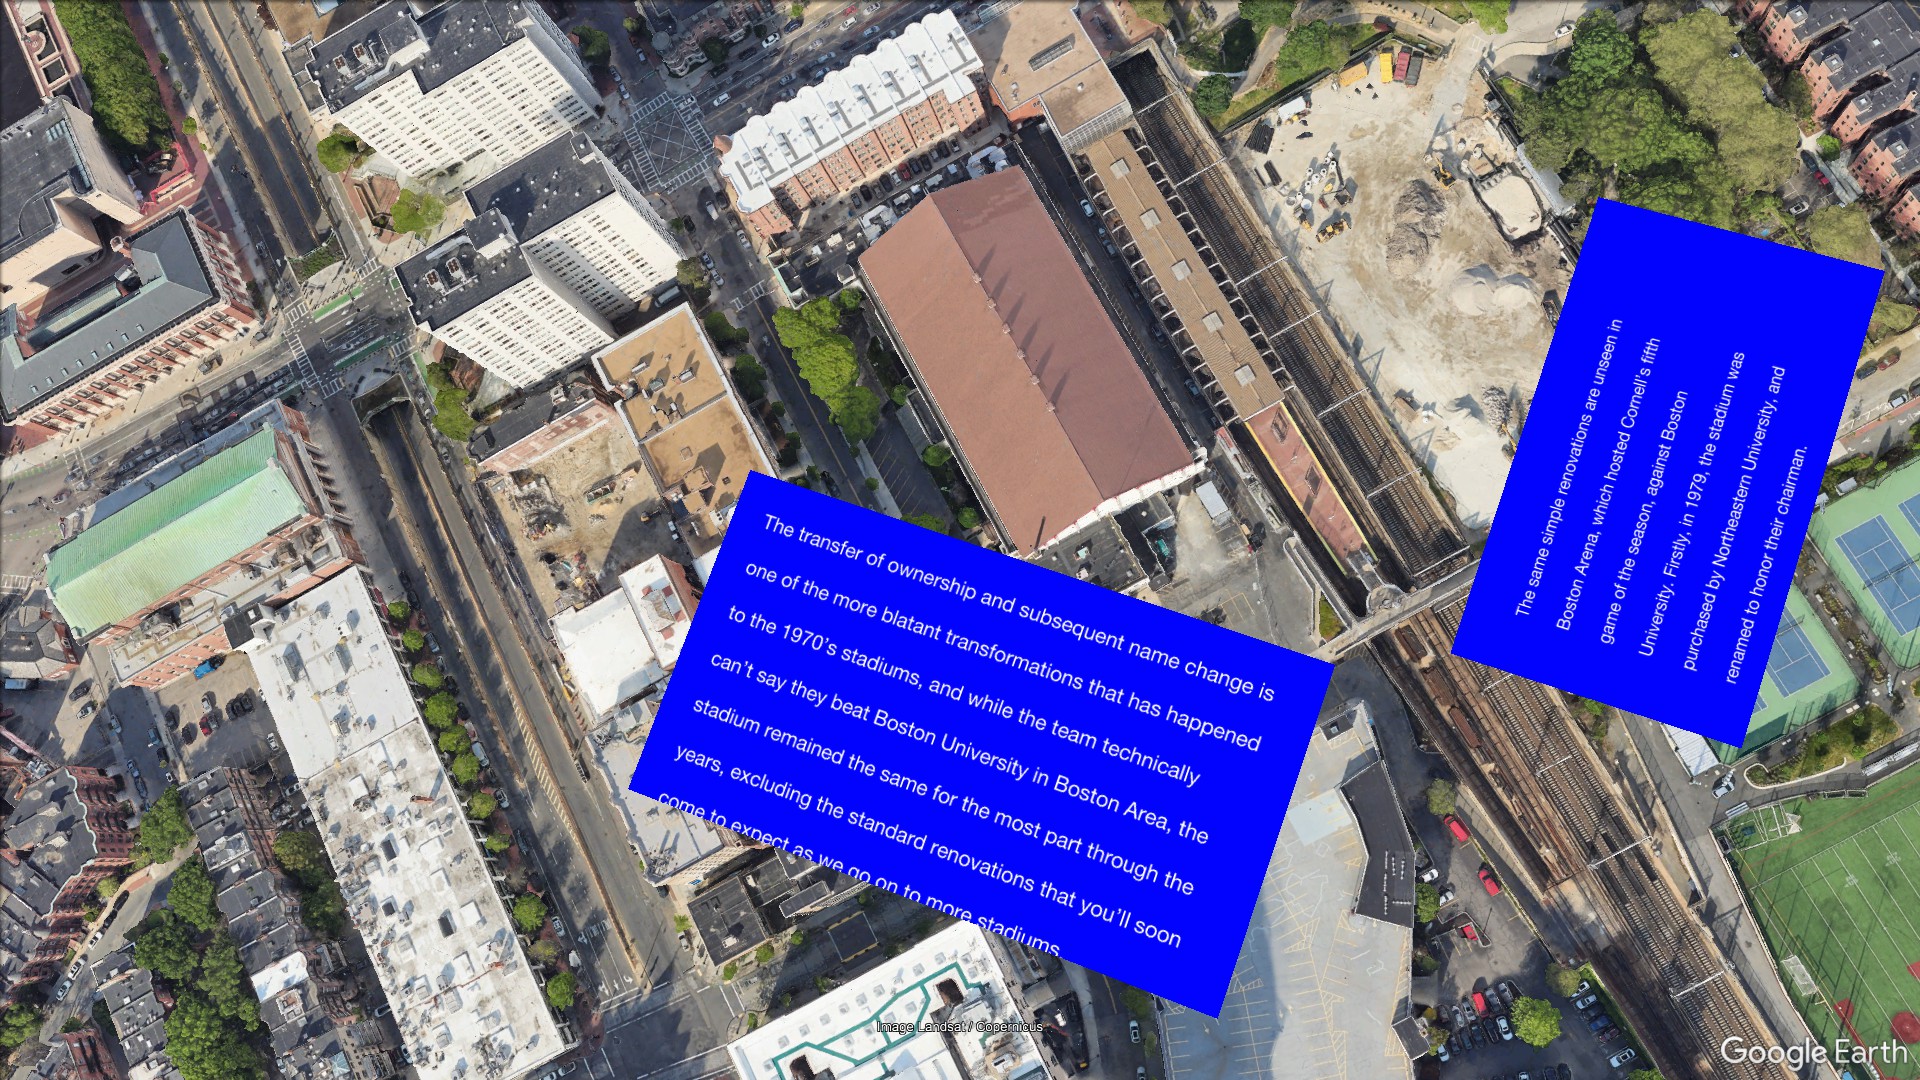 The transfer of ownership and subsequent name change is
one of the more blatant transformations that has happened
to the 1970’s stadiums, and while the team technically
can’t say they beat Boston University in Boston Area, the
stadium remained the same for the most part through the
years, excluding the standard renovations that you’ll soon
come to expect as we go on to more stadiums.
The same simple renovations are unseen in
Boston Arena, which hosted Cornell’s fifth
game of the season, against Boston
University. Firstly, in 1979, the stadium was
purchased by Northeastern University, and
renamed to honor their chairman.
Image Landsat / Copernicus
Google Earth